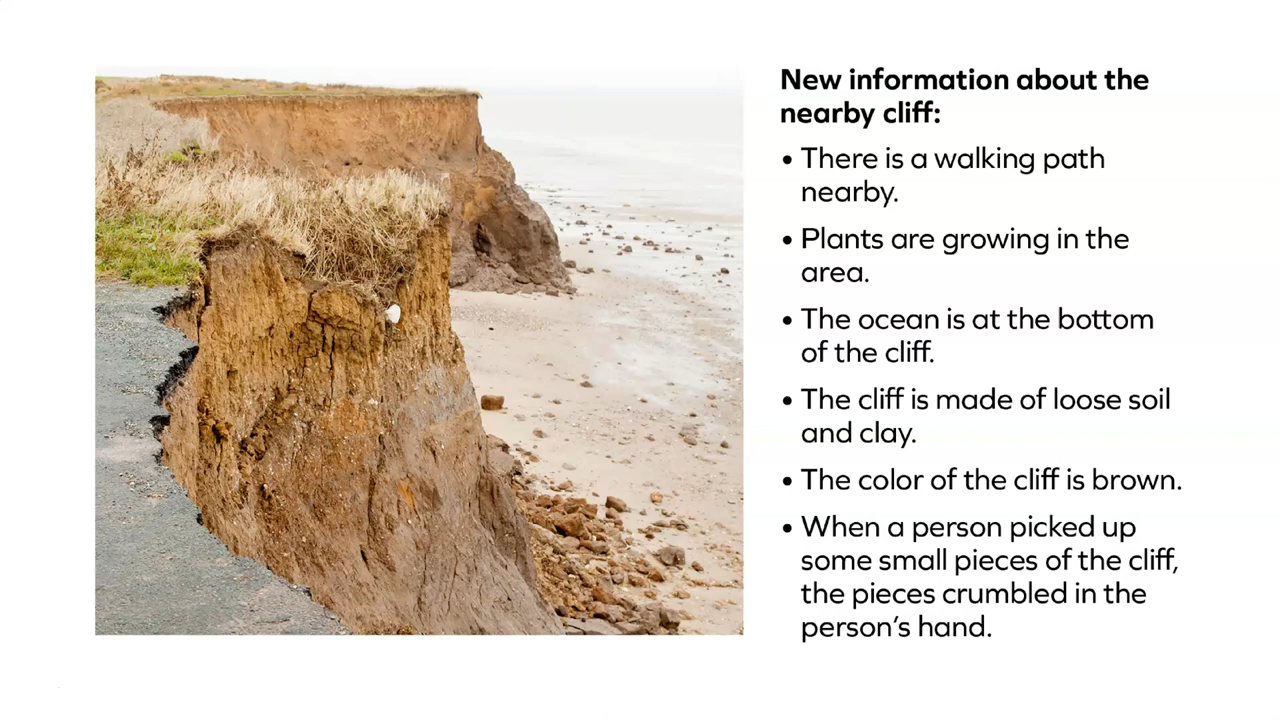 New information about the
nearby cliff:
• There is a walking path
nearby.
• Plants are growing in the
area.
• The ocean is at the bottom
of the cliff.
• The cliff is made of loose soil
and clay.
• The color of the cliff is brown.
• When a person picked up
some small pieces of the cliff,
the pieces crumbled in the
person’s hand.